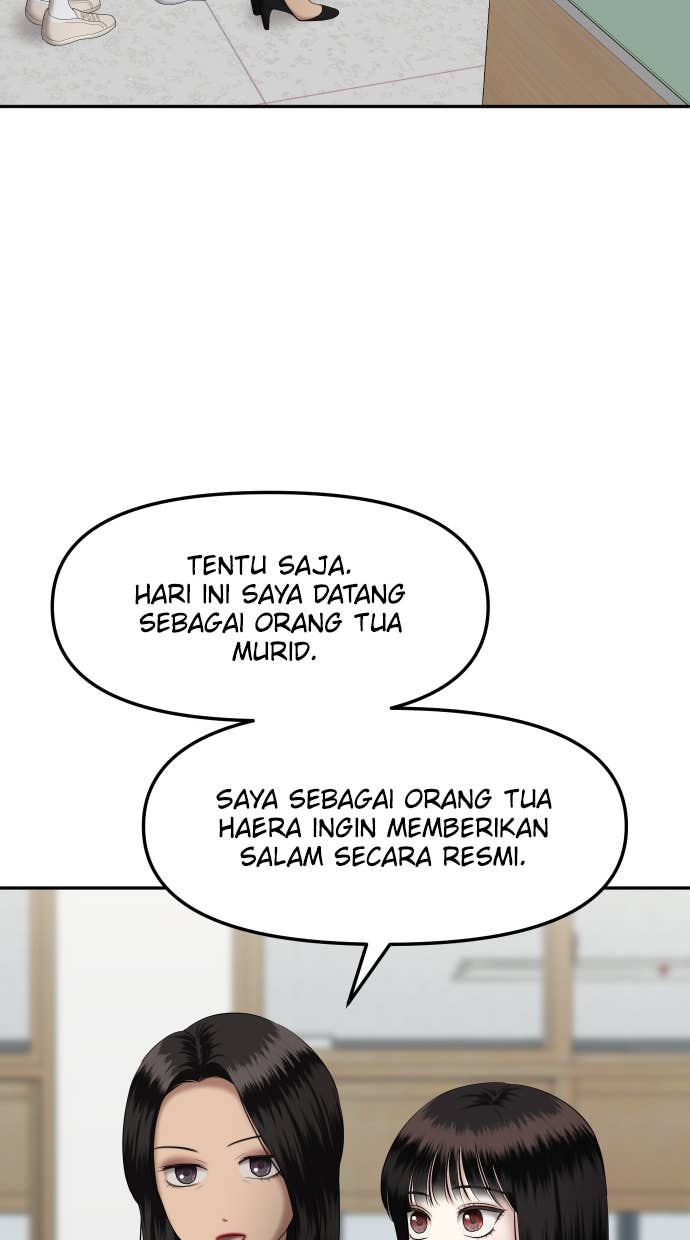 TENTU SAJA.
HARI INI SAYA DATANG
SEBAGAI ORANG TUA
MURID.
SAYA SEBAGAI ORANG TUA
HAERA INGIN MEMBERIKAN
SALAM SECARA RESMI.